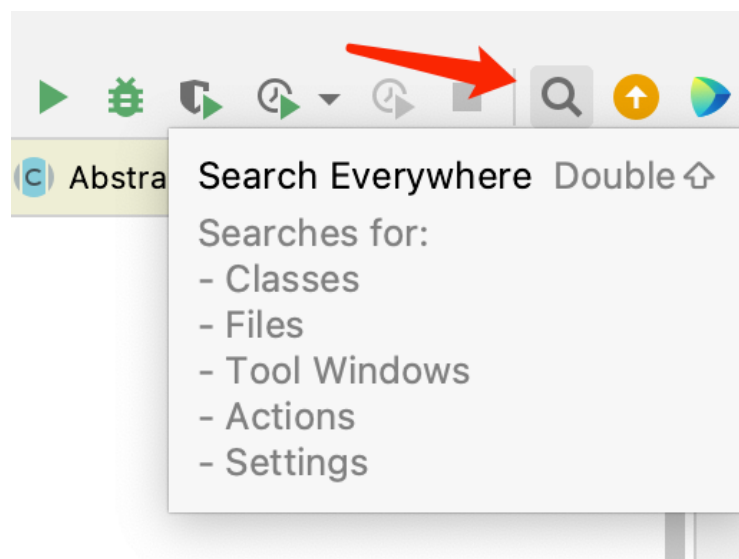 C Abstra
Search Everywhere Double⇧
Searches for:
- Classes
- Files
- Tool Windows
- Actions
- Settings